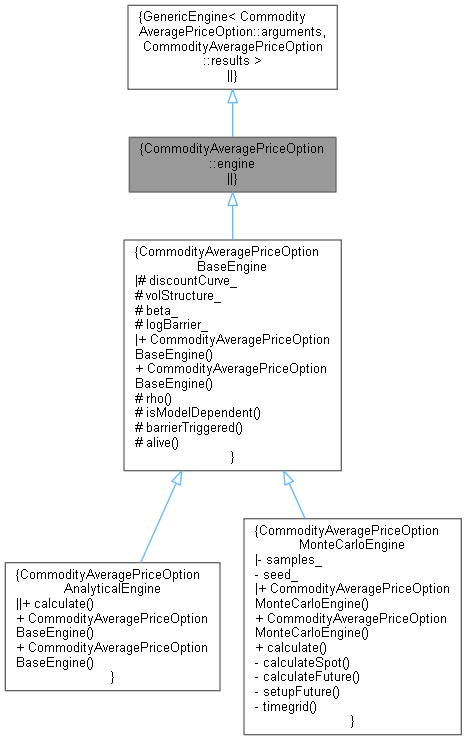 {GenericEngine< Commodity
AveragePriceOption::arguments,
CommodityAveragePriceOption
::results >
||}
{CommodityAveragePriceOption
::engine
||}
{CommodityAveragePriceOption
BaseEngine
|# discountCurve_
# volStructure_
# beta_
# logBarrier_
|+ CommodityAveragePriceOption
BaseEngine()
+ CommodityAveragePriceOption
BaseEngine()
# rho()
# isModelDependent()
# barrierTriggered()
# alive()
}
{CommodityAveragePriceOption
AnalyticalEngine
||+ calculate()
+ CommodityAveragePriceOption
BaseEngine()
+ CommodityAveragePriceOption
BaseEngine()
}
{CommodityAveragePriceOption
MonteCarloEngine
|- samples_
- seed_
|+ CommodityAveragePriceOption
MonteCarloEngine()
+ CommodityAveragePriceOption
MonteCarloEngine()
+ calculate()
- calculateSpot()
- calculateFuture()
- setupFuture()
- timegrid()
}